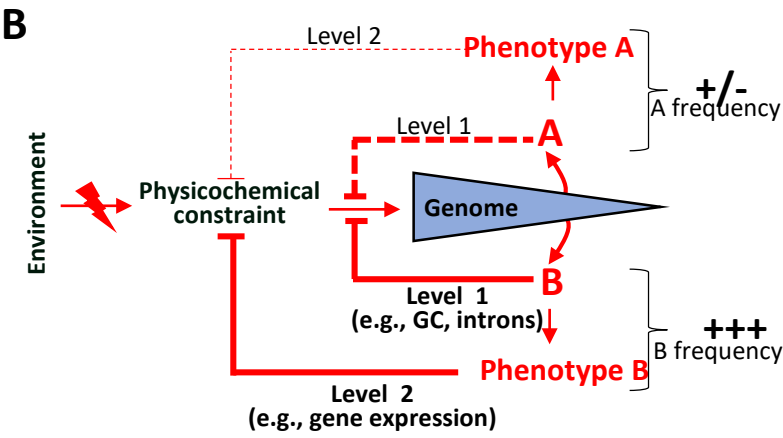 B
Level 2
Phenotype A
+/-
A frequency
Level 1
A
Environment
Physicochemical
constraint
Genome
B
Level 1
(e.g., GC, introns)
+++
B frequency
Phenotype B
Level 2
(e.g., gene expression)